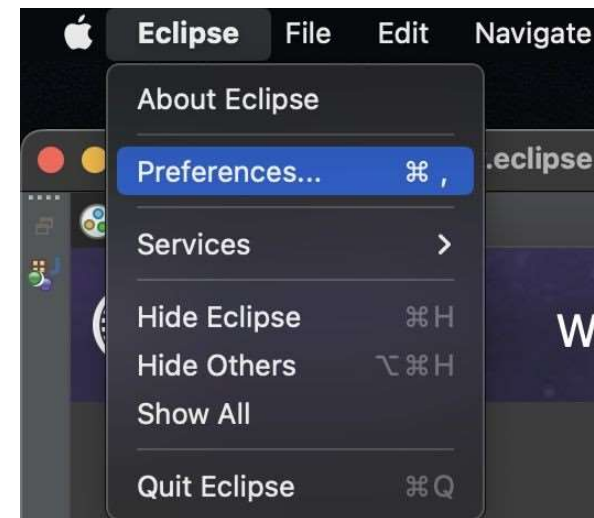 Eclipse File Edit Navigate
About Eclipse
Preferences... ⌘ ,
.eclipse
Services >
Hide Eclipse ⌘ H
W
Hide Others ⌥ ⌘ H
Show All
Quit Eclipse ⌘ Q